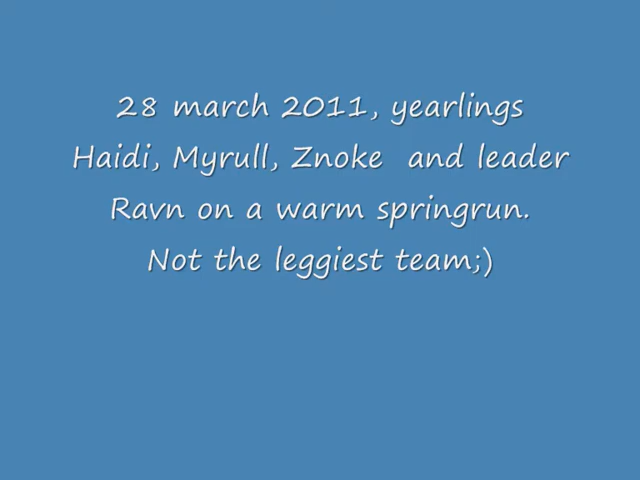 28 march 2011, yearlings
Haidi, Myrull, Znoke and leader
Ravn on a warm springrun.
Not the leggiest team;)